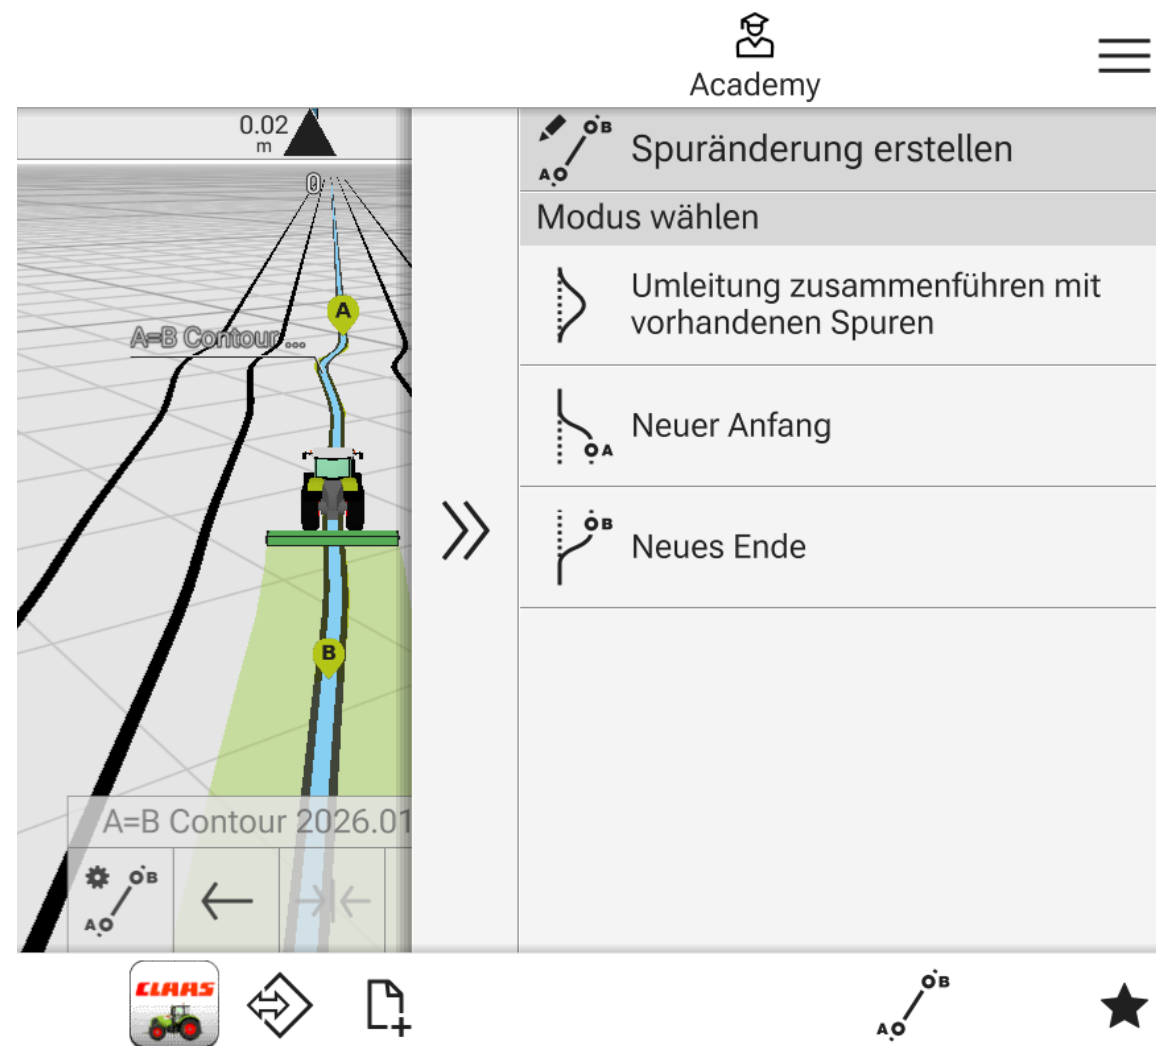 Academy
0.02
m
0
A
A=B Contour ...
B
A=B Contour 2026.01
B
A
B
A
Spuränderung erstellen
Modus wählen
Umleitung zusammenführen mit
vorhandenen Spuren
Neuer Anfang
A
Neues Ende
B
CLAAS
B
A